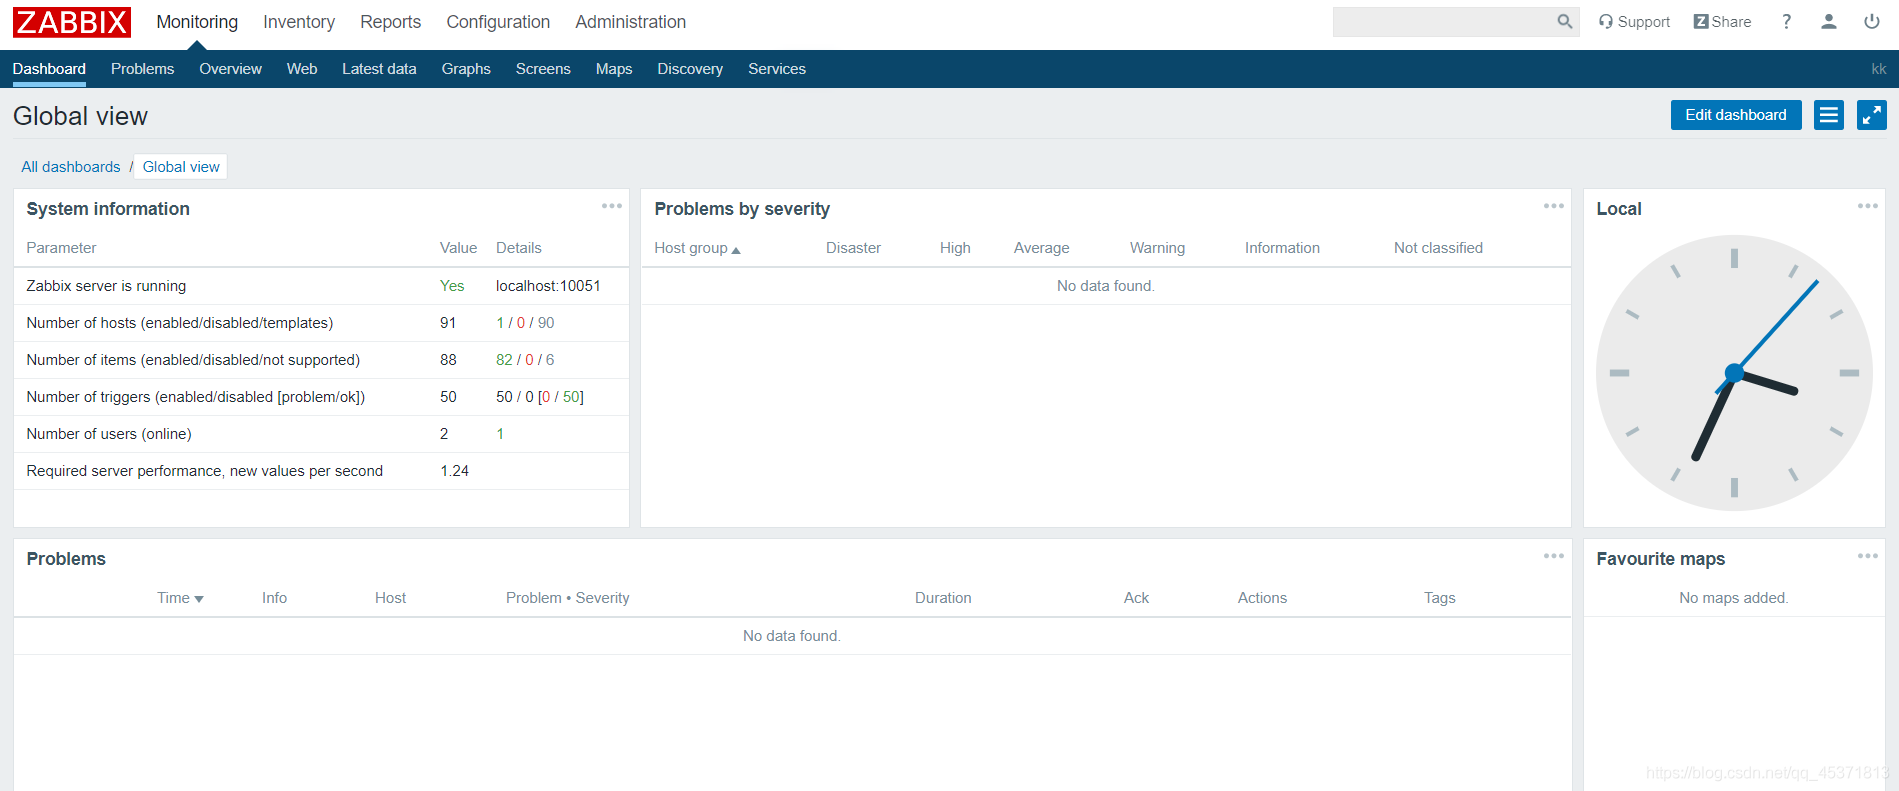 ZABBIX Monitoring Inventory Reports Configuration Administration Support Z Share ?
Dashboard Problems Overview Web Latest data Graphs Screens Maps Discovery Services kk
Global view Edit dashboard
All dashboards / Global view
System information
Parameter Value Details
Zabbix server is running Yes localhost:10051
Number of hosts (enabled/disabled/templates) 91 1 / 0 / 90
Number of items (enabled/disabled/not supported) 88 82 / 0 / 6
Number of triggers (enabled/disabled [problem/ok]) 50 50 / 0 [0 / 50]
Number of users (online) 2 1
Required server performance, new values per second 1.24
Problems by severity
Host group Disaster High Average Warning Information Not classified
No data found.
Local
Problems
Time Info Host Problem • Severity Duration Ack Actions Tags
No data found.
Favourite maps
No maps added.
https://blog.csdn.net/qq_45371813